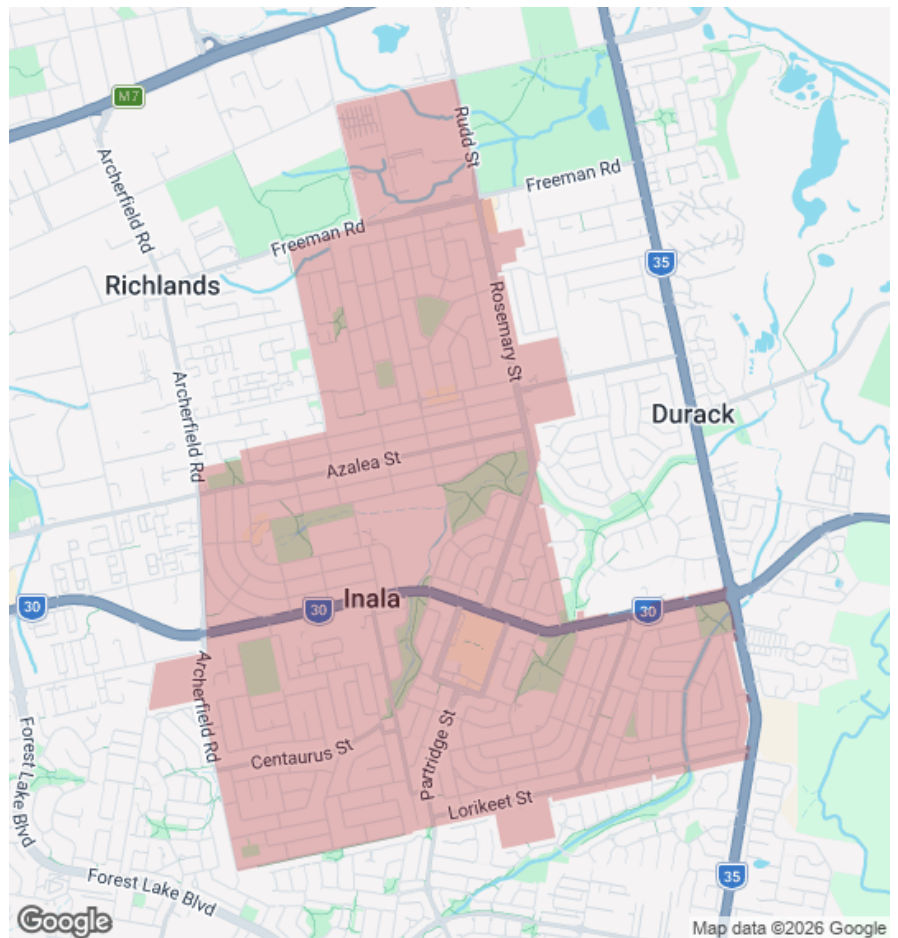 M7
Rudd St
Archerfield Rd
Freeman Rd
Freeman Rd
35
Richlands
Rosemary St
Archerfield Rd
Durack
Azalea St
30
30
Inala
30
Archerfield Rd
Forest Lake Blvd
Centaurus St
Partridge St
Lorikeet St
Forest Lake Blvd
35
Google
Map data ©2026 Google